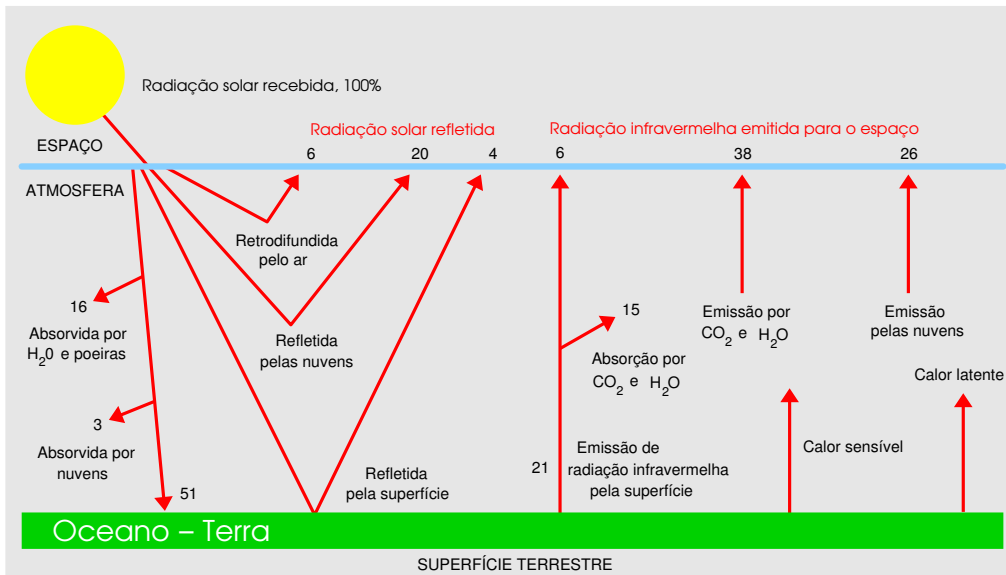 Radiação solar recebida, 100%
Radiação solar refletida
Radiação infravermelha emitida para o espaço
ESPAÇO
6
20
4
6
38
26
ATMOSFERA
Retrodifundida
pelo ar
16
Absorvida por
H₂0 e poeiras
Refletida
pelas nuvens
15
Absorção por
CO₂ e H₂O
Emissão por
CO₂ e H₂O
Emissão
pelas nuvens
Calor latente
3
Absorvida por
nuvens
51
Refletida
pela superfície
21
Emissão de
radiação infravermelha
pela superfície
Calor sensível
Oceano – Terra
SUPERFÍCIE TERRESTRE